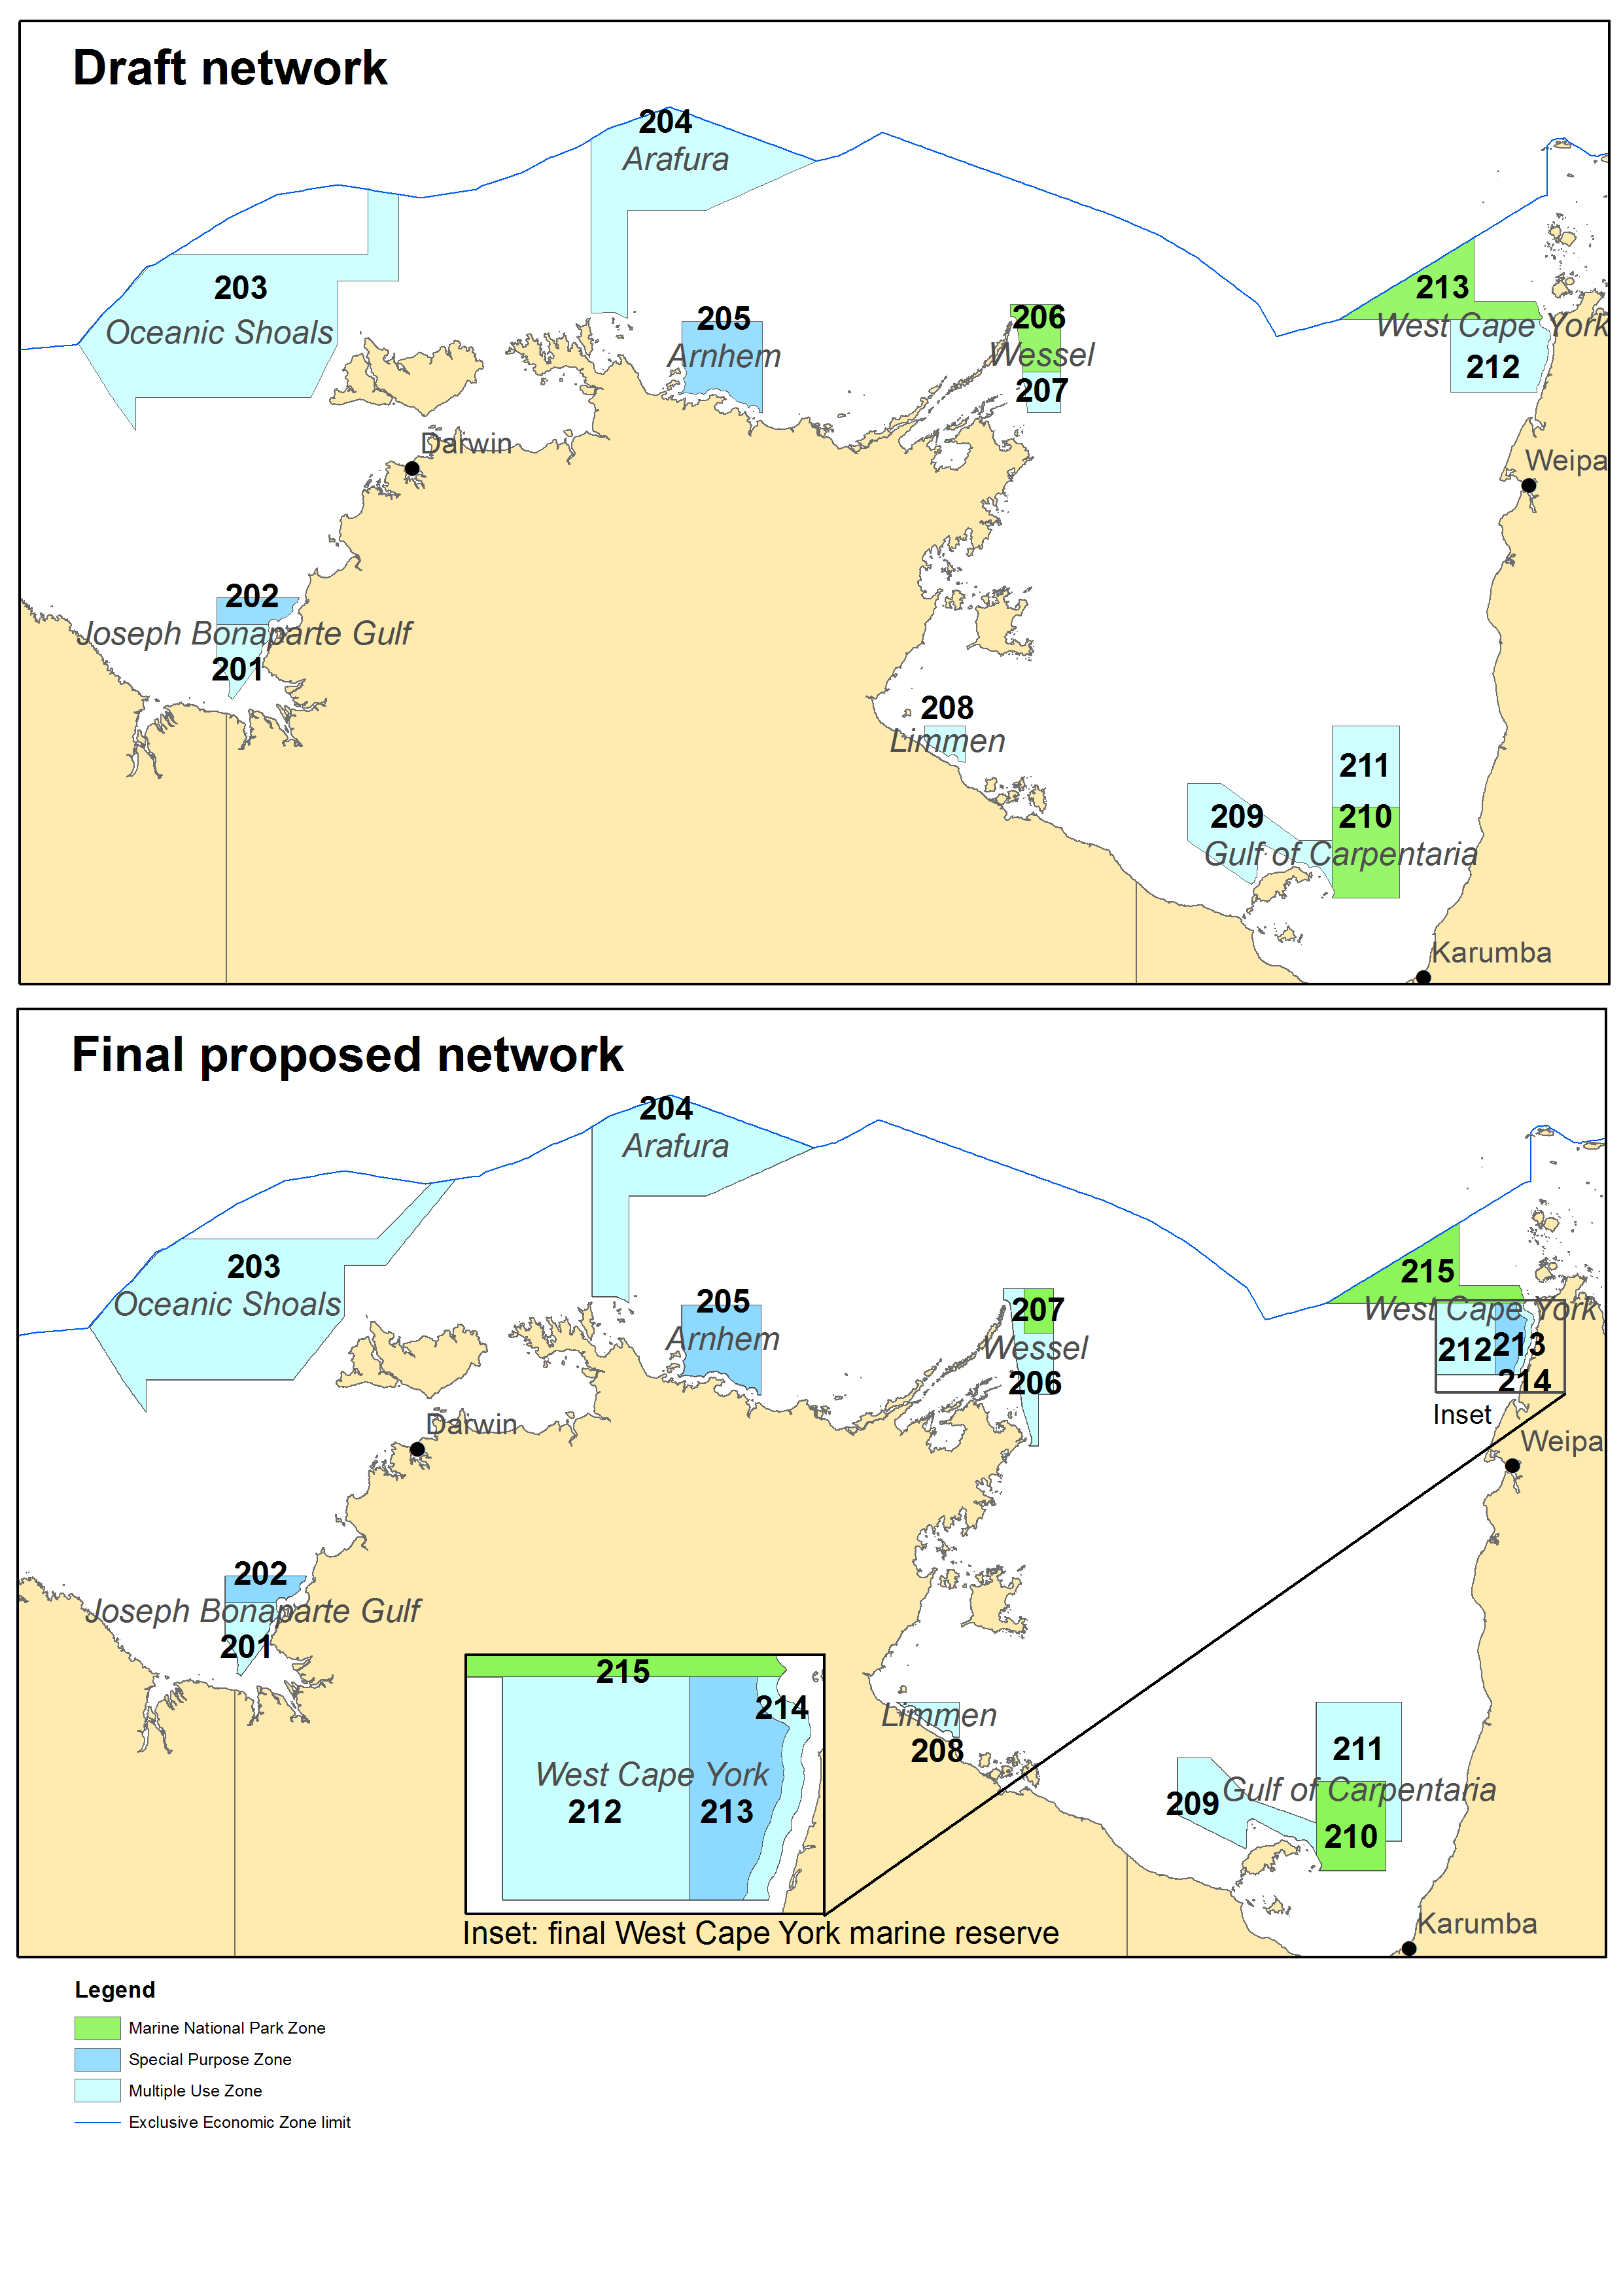 Draft network
204
Arafura
203
Oceanic Shoals
205
Arnhem
206
Wessel
207
213
West Cape York
212
Darwin
Weipa
202
Joseph Bonaparte Gulf
201
208
Limmen
211
209
210
Gulf of Carpentaria
Karumba
Final proposed network
204
Arafura
203
Oceanic Shoals
205
Arnhem
207
Wessel
206
215
West Cape York
212
213
214
Inset
Darwin
Weipa
202
Joseph Bonaparte Gulf
201
215
214
West Cape York
212
213
Limmen
208
211
209
Gulf of Carpentaria
210
Karumba
Inset: final West Cape York marine reserve
Legend
Marine National Park Zone
Special Purpose Zone
Multiple Use Zone
Exclusive Economic Zone limit